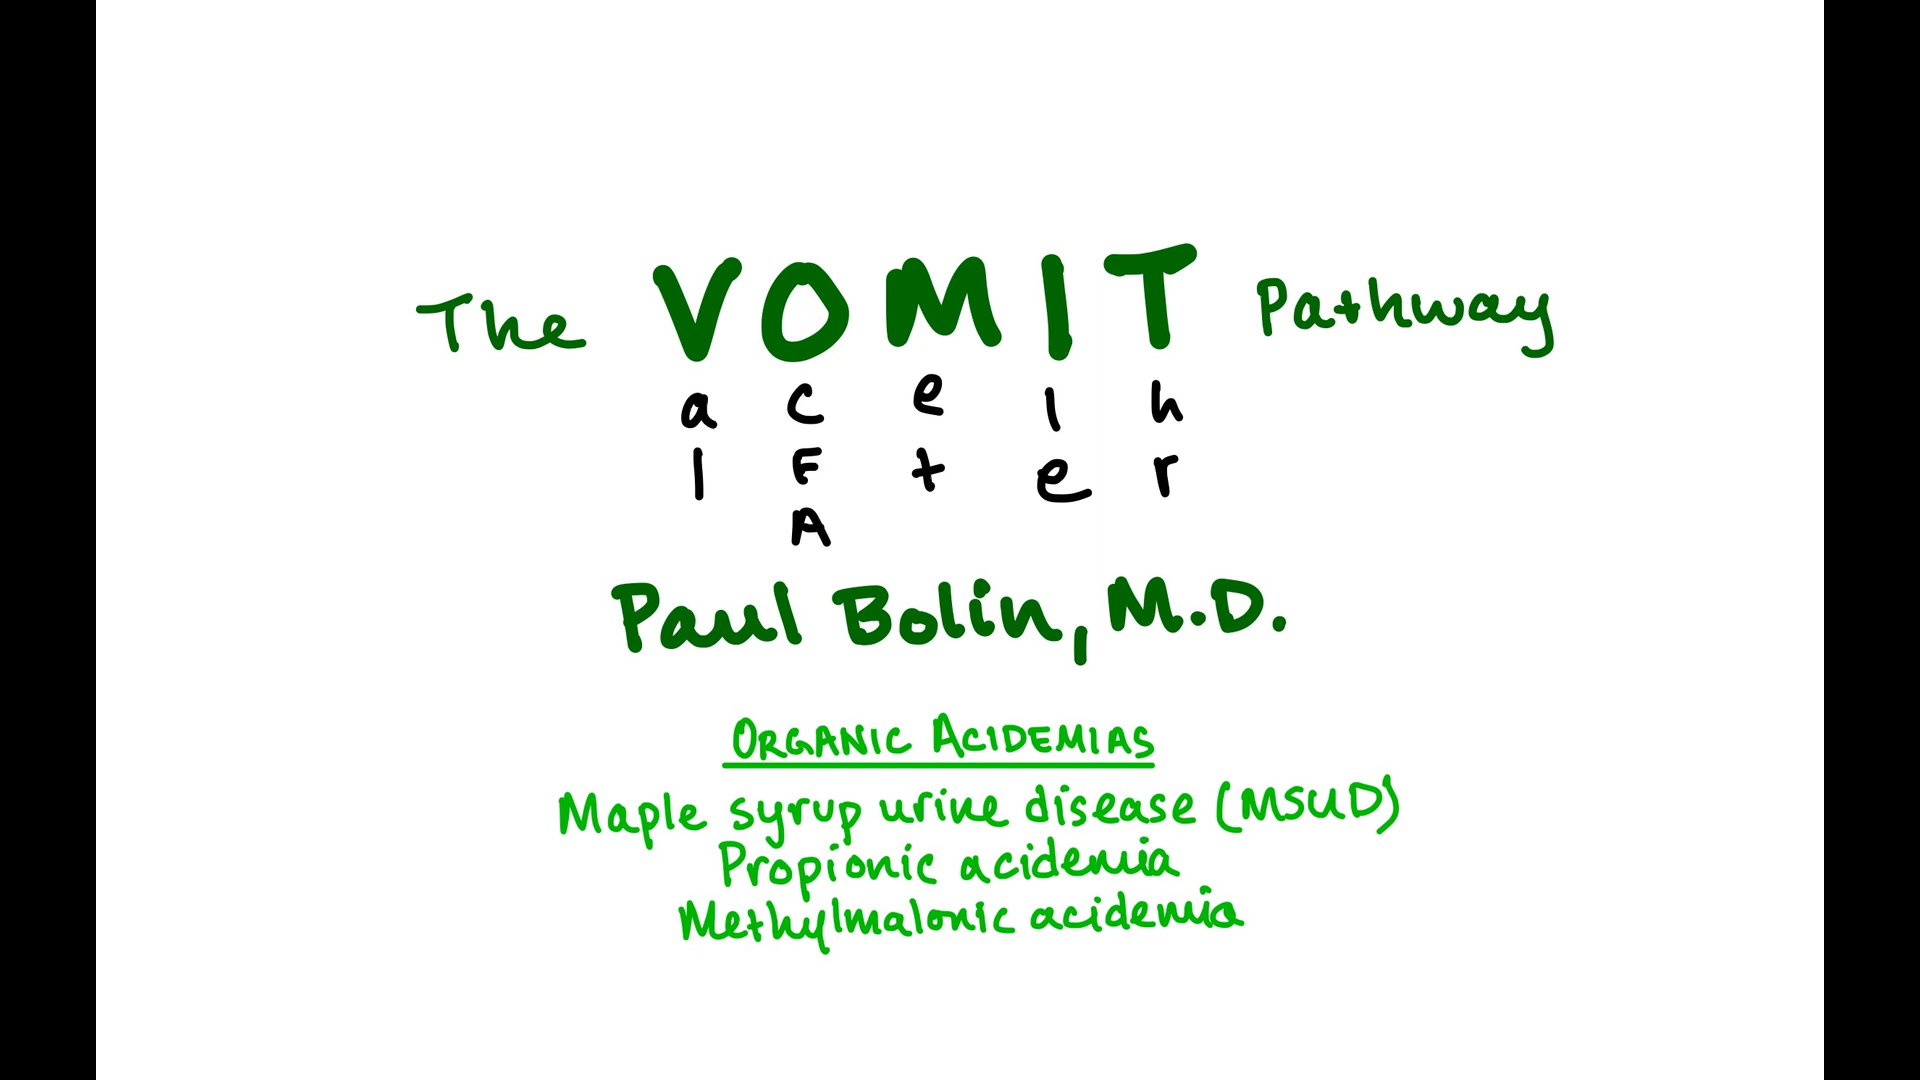 The VOMIT Pathway
a c e l h
l F t e r
A
Paul Bolin, M.D.
ORGANIC ACIDEMIAS
Maple syrup urine disease (MSUD)
Propionic acidemia
Methylmalonic acidemia